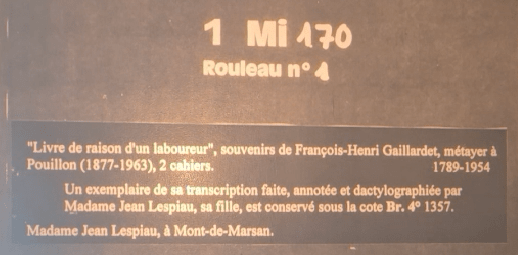 1 Mi 170
Rouleau n° 1
"Livre de raison d'un laboureur", souvenirs de François-Henri Gaillardet, métayer à
Pouillon (1877-1963), 2 cahiers. 1789-1954
Un exemplaire de sa transcription faite, annotée et dactylographiée par
Madame Jean Lespiau, sa fille, est conservé sous la cote Br. 4° 1357.
Madame Jean Lespiau, à Mont-de-Marsan.